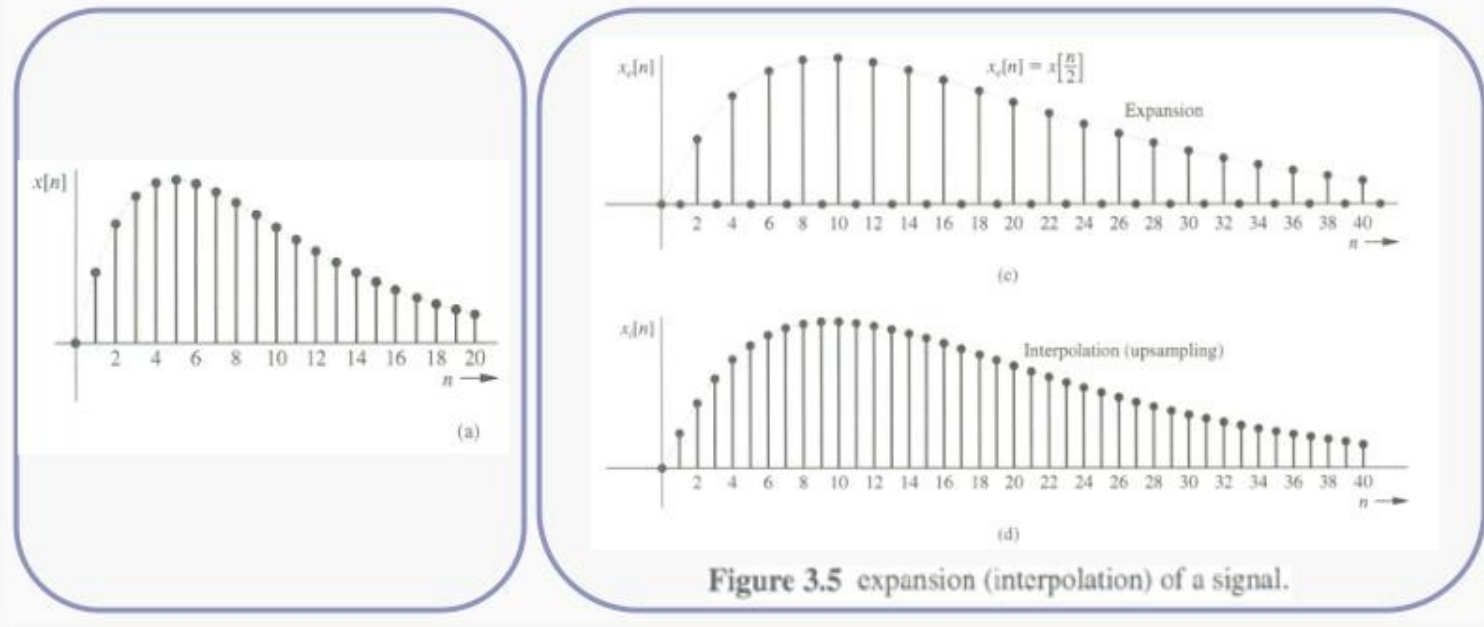 x[n]
2 4 6 8 10 12 14 16 18 20
n
(a)
xₑ[n]
xₑ[n] = x[n/2]
Expansion
2 4 6 8 10 12 14 16 18 20 22 24 26 28 30 32 34 36 38 40
n
(c)
xᵢ[n]
Interpolation (upsampling)
2 4 6 8 10 12 14 16 18 20 22 24 26 28 30 32 34 36 38 40
n
(d)
Figure 3.5 expansion (interpolation) of a signal.